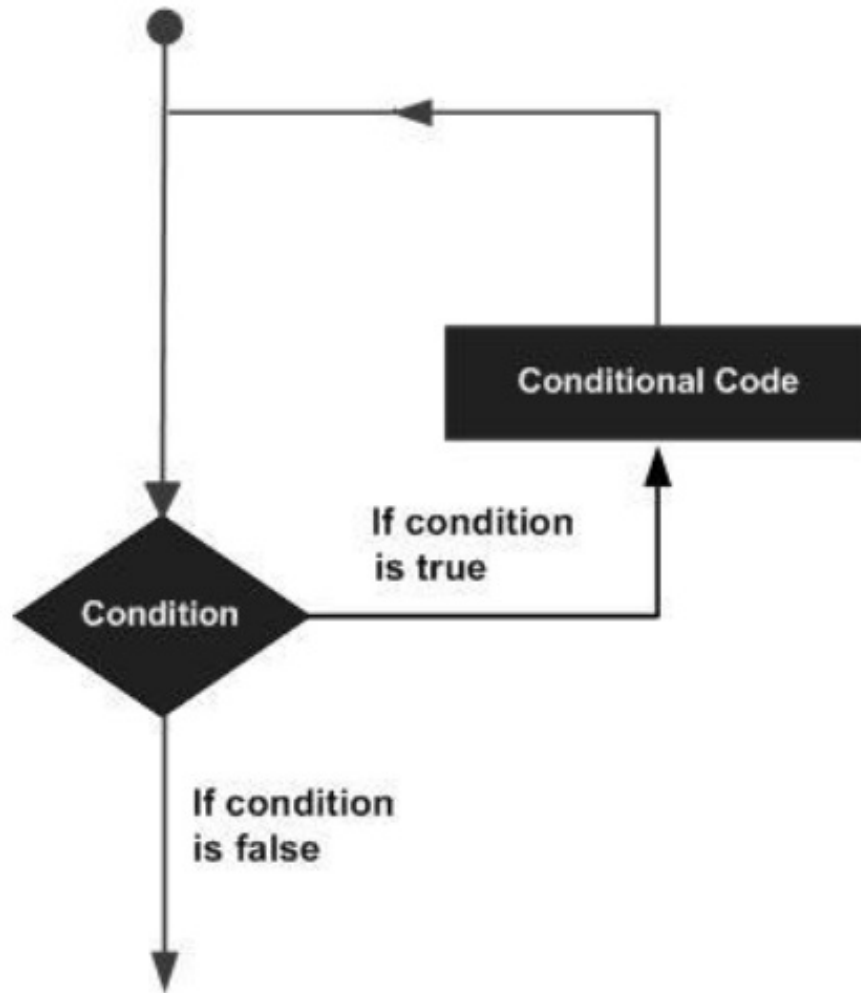 Conditional Code
If condition
is true
Condition
If condition
is false